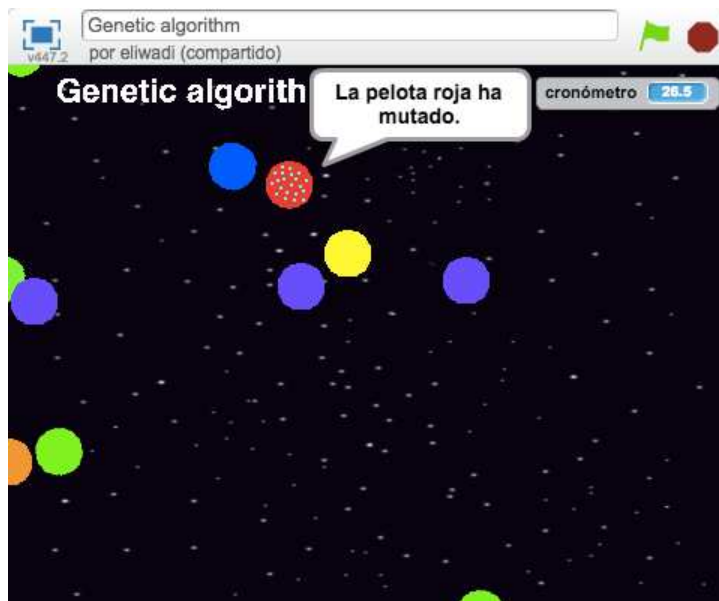 Genetic algorithm
v447.2
por eliwadi (compartido)
Genetic algorith
La pelota roja ha
mutado.
cronómetro 26.5